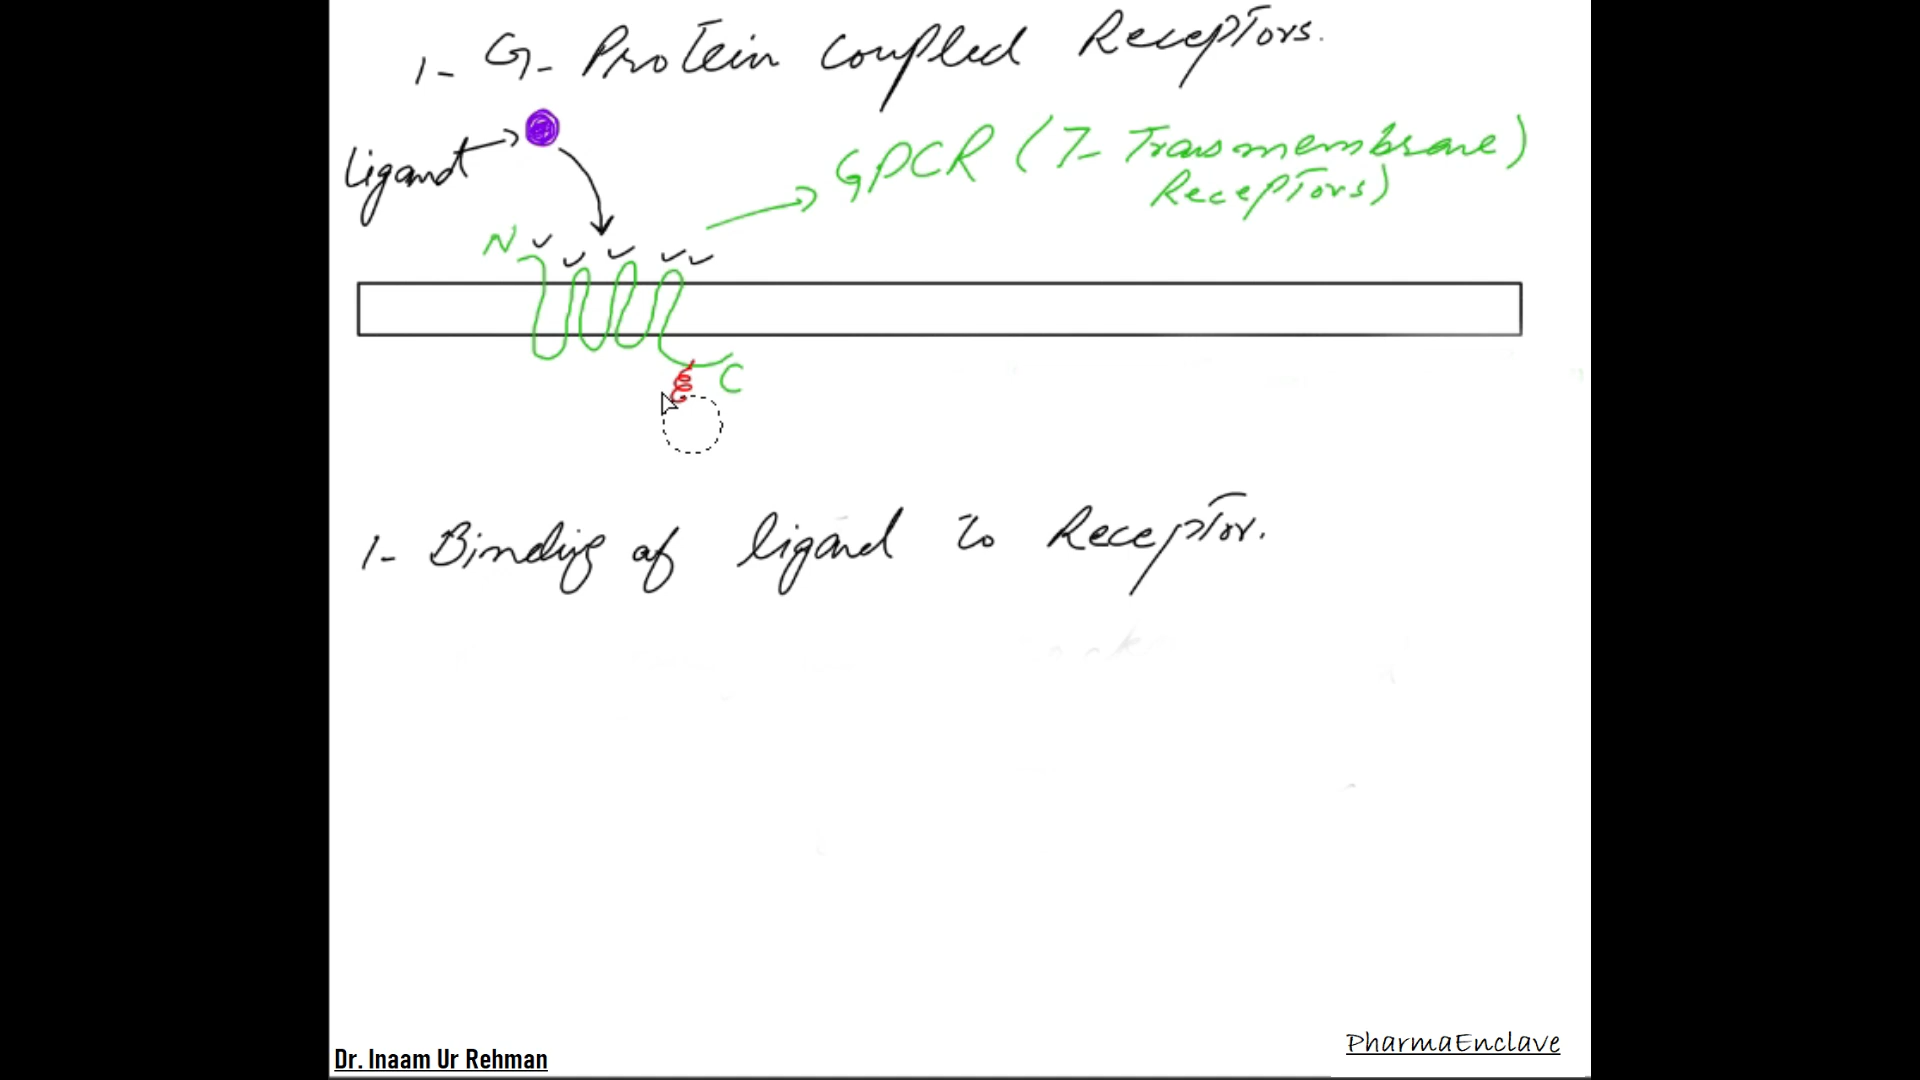 1- G- Protein Coupled Receptors.
Ligand
GPCR (7- Transmembrane)
Receptors)
N
C
1- Binding of ligand to Receptor.
Dr. Inaam Ur Rehman
PharmaEnclave